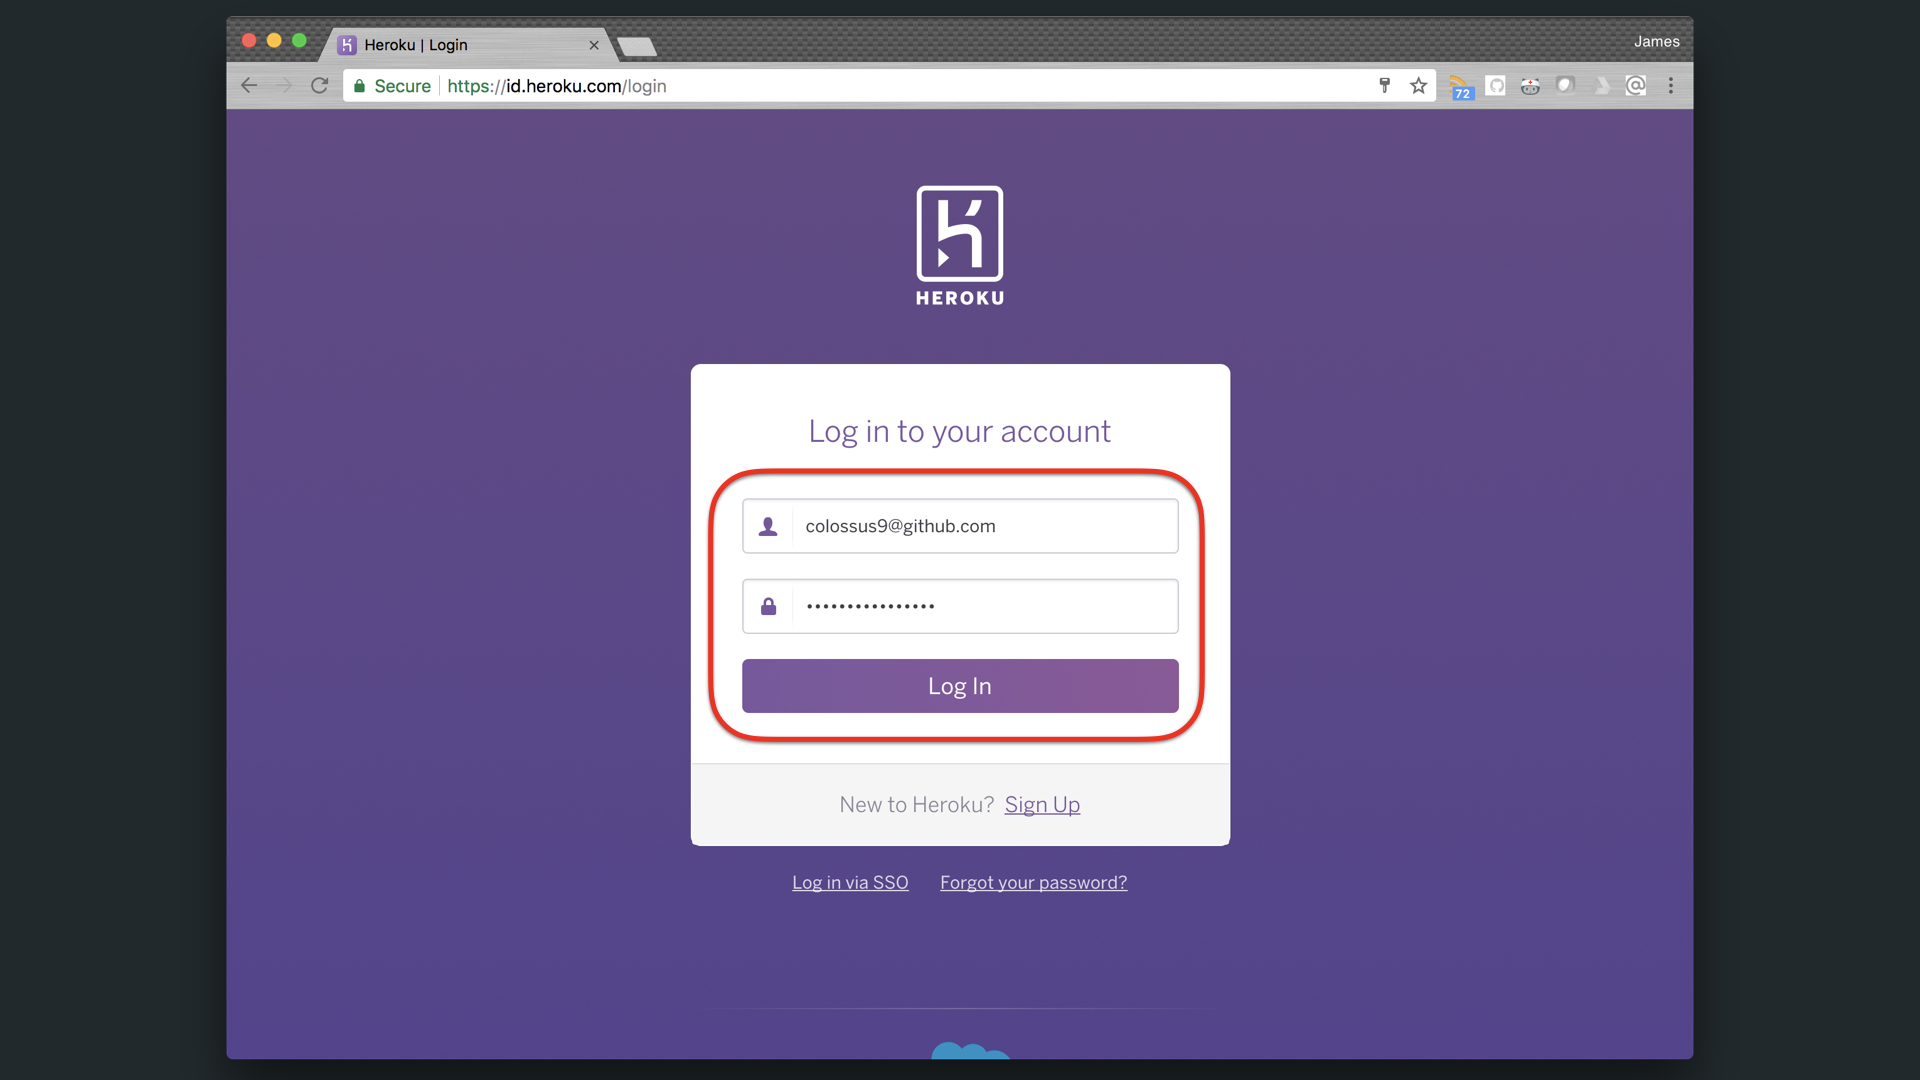 Heroku | Login
James
Secure
https://id.heroku.com/login
72
HEROKU
Log in to your account
colossus9@github.com
••••••••••••••••
Log In
New to Heroku? Sign Up
Log in via SSO
Forgot your password?